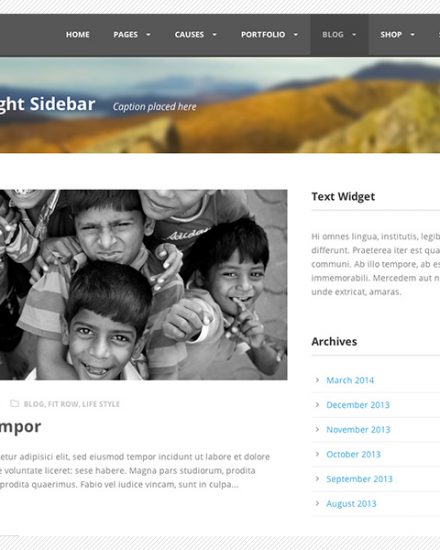 HOME PAGES CAUSES PORTFOLIO BLOG SHOP
ght Sidebar Caption placed here
Text Widget
Hi omnes lingua, institutis, legib
differunt. Praeterea iter est qua
communi. Ab illo tempore, ab es
immemorabili. Mercedem aut n
unde extricat, amaras.
Archives
March 2014
December 2013
November 2013
October 2013
September 2013
August 2013
BLOG, FIT ROW, LIFE STYLE
mpor
etur adipisici elit, sed eiusmod tempor incidunt ut labore et dolore
e voluptate liceret: sese habere. Magna pars studiorum, prodita
prodita quaerimus. Fabio vel iudice vincam, sunt in culpa...